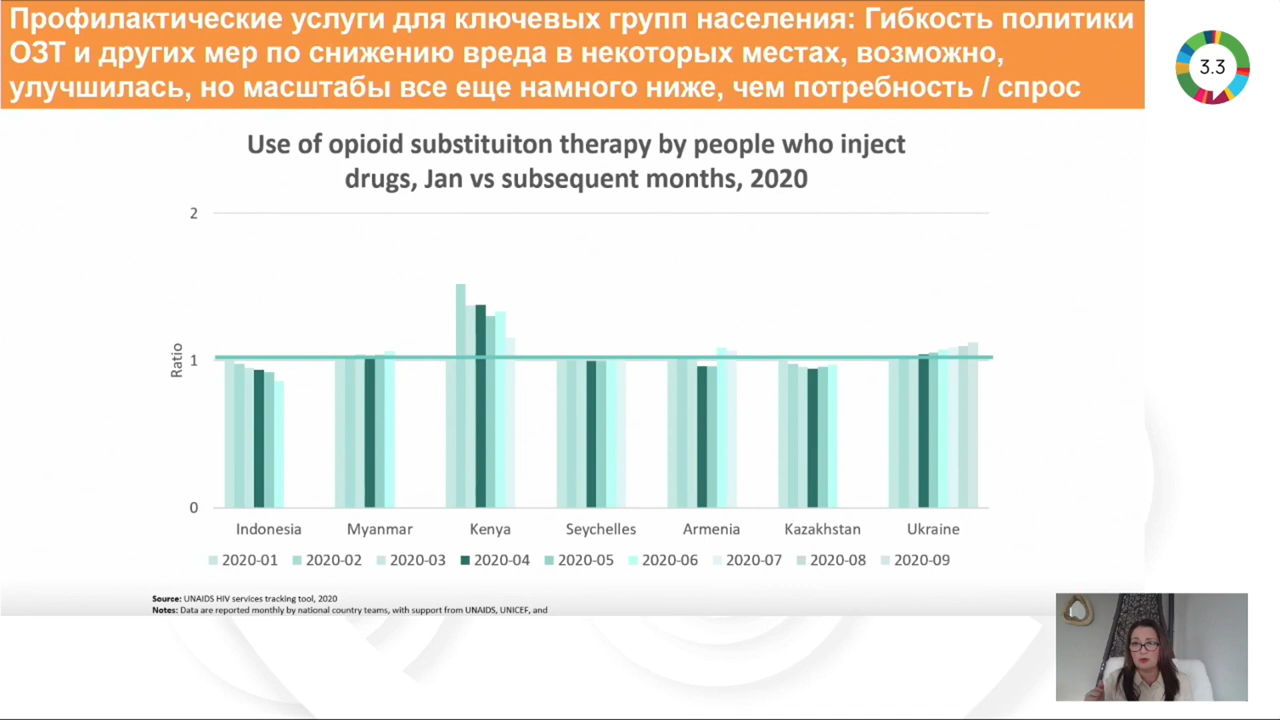 Профилактические услуги для ключевых групп населения: Гибкость политики
ОЗТ и других мер по снижению вреда в некоторых местах, возможно,
улучшилась, но масштабы все еще намного ниже, чем потребность / спрос
3.3
Use of opioid substituiton therapy by people who inject
drugs, Jan vs subsequent months, 2020
2
Ratio
1
0
Indonesia Myanmar Kenya Seychelles Armenia Kazakhstan Ukraine
2020-01 2020-02 2020-03 2020-04 2020-05 2020-06 2020-07 2020-08 2020-09
Source: UNAIDS HIV services tracking tool, 2020
Notes: Data are reported monthly by national country teams, with support from UNAIDS, UNICEF, and